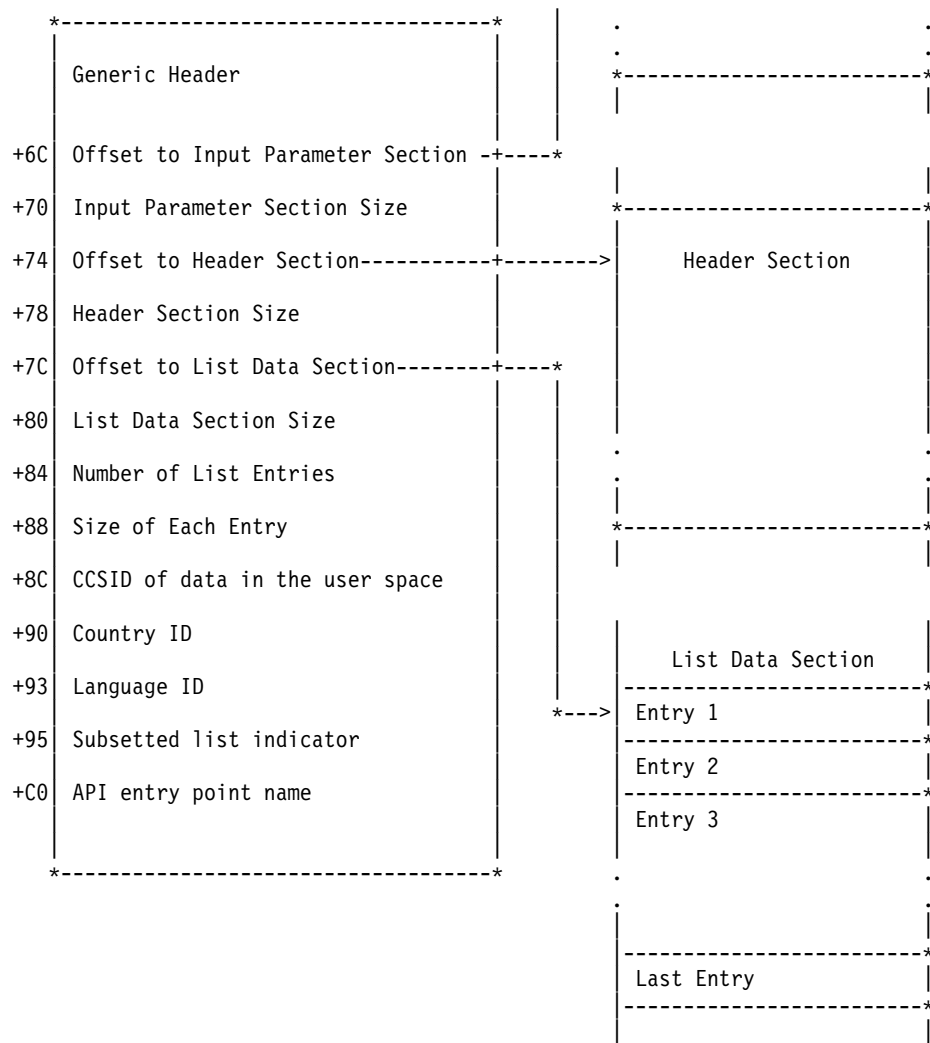 Generic Header
+6C Offset to Input Parameter Section
+70 Input Parameter Section Size
+74 Offset to Header Section
+78 Header Section Size
+7C Offset to List Data Section
+80 List Data Section Size
+84 Number of List Entries
+88 Size of Each Entry
+8C CCSID of data in the user space
+90 Country ID
+93 Language ID
+95 Subsetted list indicator
+C0 API entry point name
Header Section
List Data Section
Entry 1
Entry 2
Entry 3
Last Entry